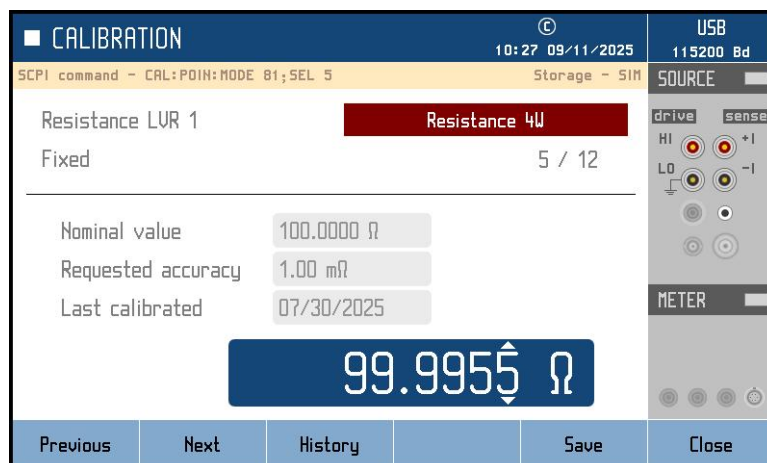 CALIBRATION
©
10:27 09/11/2025
USB
115200 Bd
SCPI command - CAL:POIN:MODE 81;SEL 5
Storage - SIM
SOURCE
Resistance LVR 1
Resistance 4W
drive sense
Fixed
5 / 12
HI +I
LO -I
Nominal value
100.0000 Ω
Requested accuracy
1.00 mΩ
Last calibrated
07/30/2025
METER
99.9955 Ω
Previous
Next
History
Save
Close